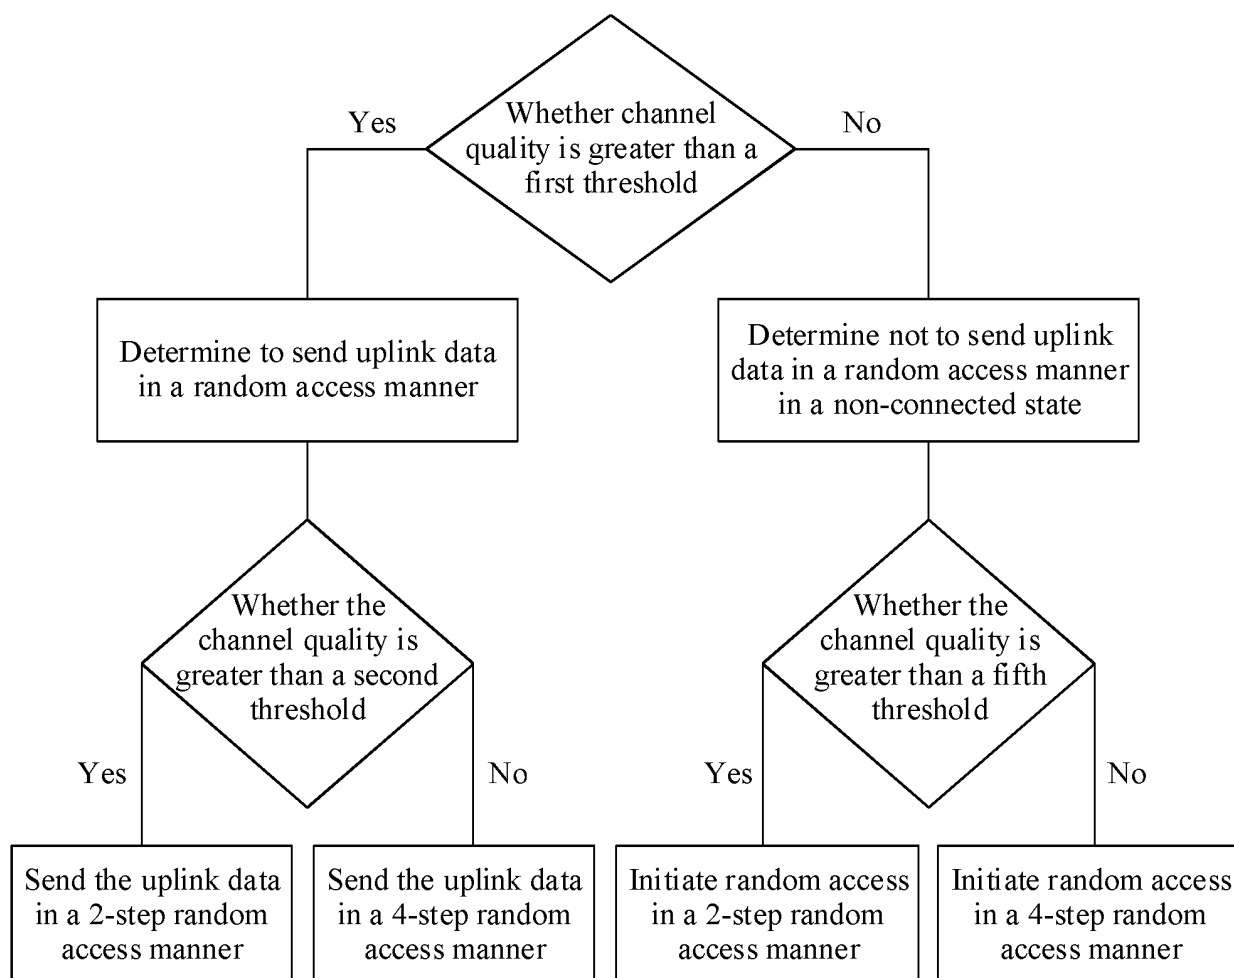 Whether channel
quality is greater than a
first threshold
Yes
No
Determine to send uplink data
in a random access manner
Determine not to send uplink
data in a random access manner
in a non-connected state
Whether the
channel quality is
greater than a second
threshold
Whether the
channel quality is
greater than a fifth
threshold
Yes
No
Yes
No
Send the uplink data
in a 2-step random
access manner
Send the uplink data
in a 4-step random
access manner
Initiate random access
in a 2-step random
access manner
Initiate random access
in a 4-step random
access manner